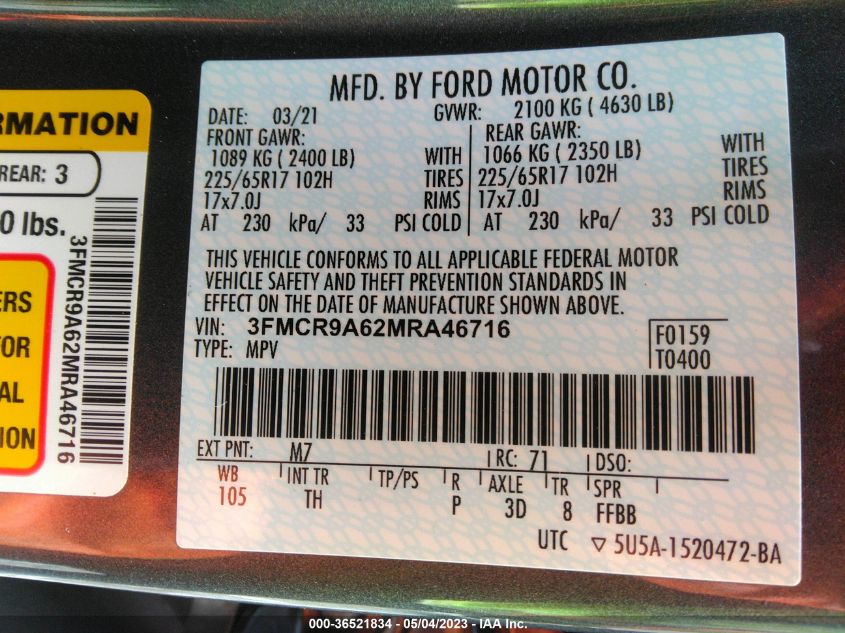 RMATION
REAR: 3
0 lbs.
3FMCR9A62MRA46716
ERS
TOR
AL
ION
MFD. BY FORD MOTOR CO.
DATE: 03/21 GVWR: 2100 KG ( 4630 LB)
FRONT GAWR: REAR GAWR:
1089 KG ( 2400 LB) WITH 1066 KG ( 2350 LB) WITH
225/65R17 102H TIRES 225/65R17 102H TIRES
17x7.0J RIMS 17x7.0J RIMS
AT 230 kPa/ 33 PSI COLD AT 230 kPa/ 33 PSI COLD
THIS VEHICLE CONFORMS TO ALL APPLICABLE FEDERAL MOTOR
VEHICLE SAFETY AND THEFT PREVENTION STANDARDS IN
EFFECT ON THE DATE OF MANUFACTURE SHOWN ABOVE.
VIN: 3FMCR9A62MRA46716 F0159
TYPE: MPV T0400
EXT PNT: M7 RC: 71 DSO:
WB INT TR TP/PS R AXLE TR SPR
105 TH P 3D 8 FFBB
UTC ▽ 5U5A-1520472-BA
000-36521834 / 05/04/2023 - IAA Inc.